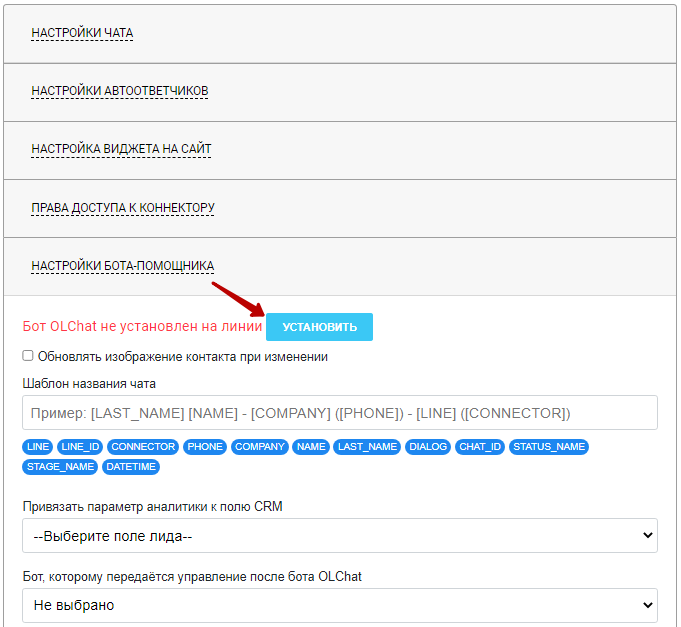 НАСТРОЙКИ ЧАТА
НАСТРОЙКИ АВТООТВЕТЧИКОВ
НАСТРОЙКА ВИДЖЕТА НА САЙТ
ПРАВА ДОСТУПА К КОННЕКТОРУ
НАСТРОЙКИ БОТА-ПОМОЩНИКА
Бот OLChat не установлен на линии УСТАНОВИТЬ
Обновлять изображение контакта при изменении
Шаблон названия чата
Пример: [LAST_NAME] [NAME] - [COMPANY] ([PHONE]) - [LINE] ([CONNECTOR])
LINE LINE_ID CONNECTOR PHONE COMPANY NAME LAST_NAME DIALOG CHAT_ID STATUS_NAME
STAGE_NAME DATETIME
Привязать параметр аналитики к полю CRM
--Выберите поле лида--
Бот, которому передаётся управление после бота OLChat
Не выбрано